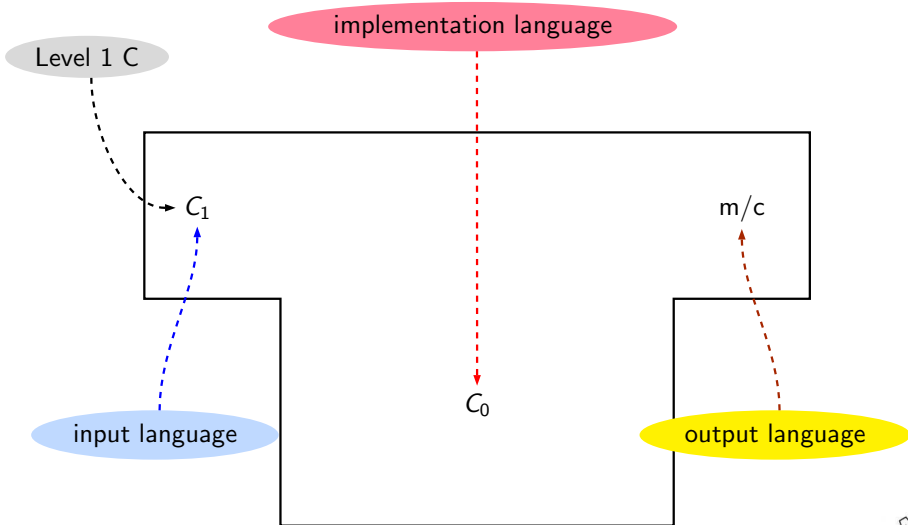 implementation language
Level 1 C
C₁
m/c
C₀
input language
output language